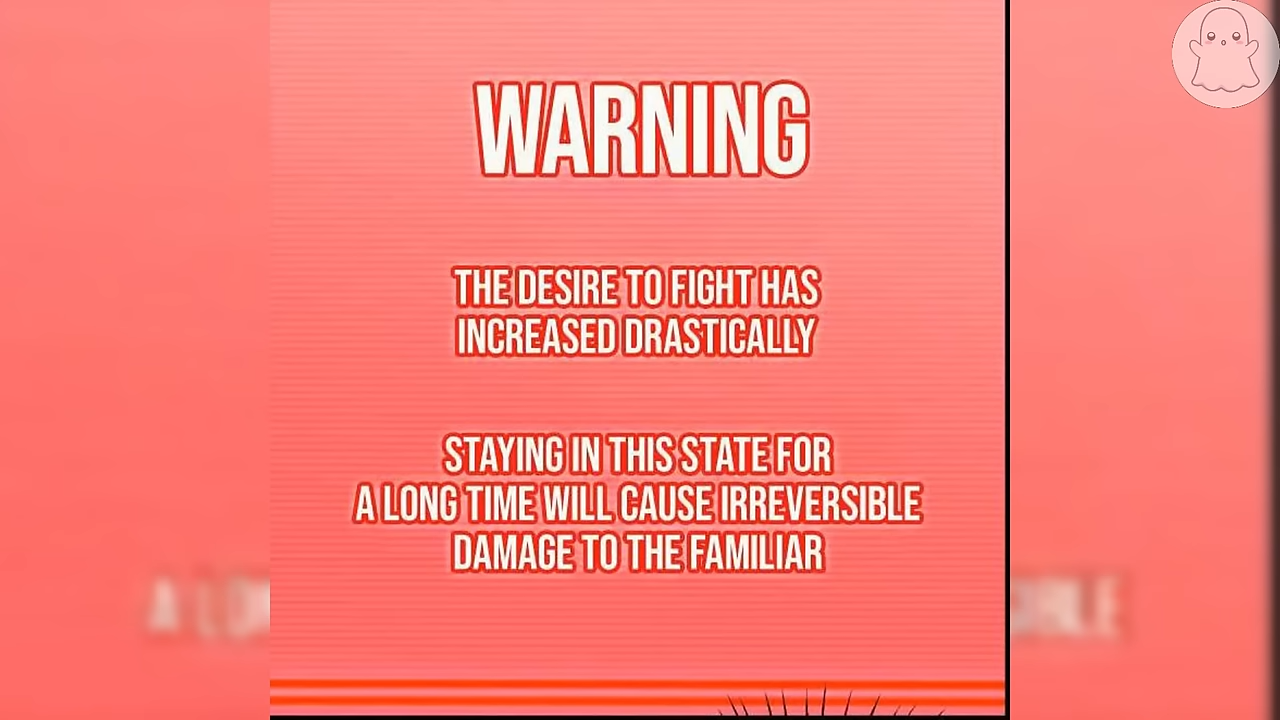 WARNING
THE DESIRE TO FIGHT HAS
INCREASED DRASTICALLY
STAYING IN THIS STATE FOR
A LONG TIME WILL CAUSE IRREVERSIBLE
DAMAGE TO THE FAMILIAR